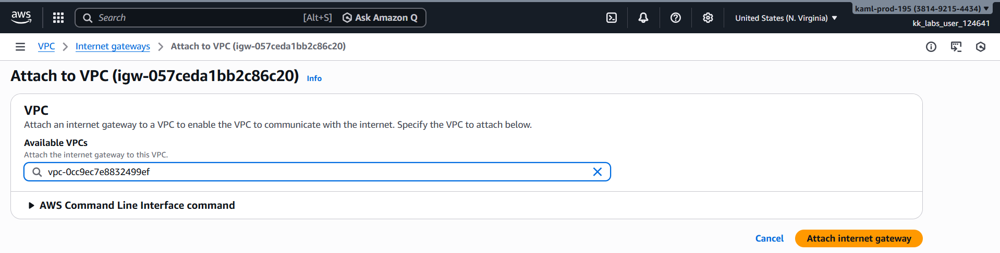 aws
Search [Alt+S] Ask Amazon Q
United States (N. Virginia) ▼
kaml-prod-195 (3814-9215-4434) ▼
kk_labs_user_124641
VPC > Internet gateways > Attach to VPC (igw-057ceda1bb2c86c20)
Attach to VPC (igw-057ceda1bb2c86c20) Info
VPC
Attach an internet gateway to a VPC to enable the VPC to communicate with the internet. Specify the VPC to attach below.
Available VPCs
Attach the internet gateway to this VPC.
vpc-0cc9ec7e8832499ef
AWS Command Line Interface command
Cancel Attach internet gateway